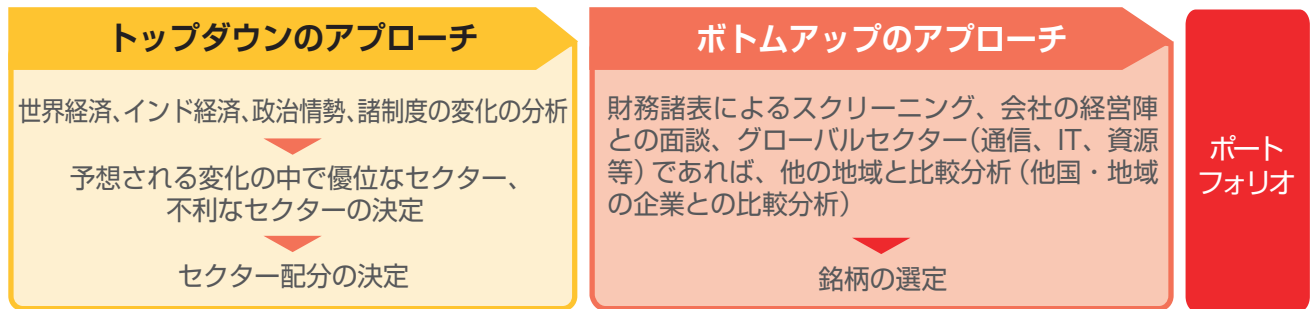 トップダウンのアプローチ
世界経済、インド経済、政治情勢、諸制度の変化の分析
予想される変化の中で優位なセクター、
不利なセクターの決定
セクター配分の決定
ボトムアップのアプローチ
財務諸表によるスクリーニング、会社の経営陣
との面談、グローバルセクター(通信、IT、資源
等)であれば、他の地域と比較分析(他国・地域
の企業との比較分析)
銘柄の選定
ポート
フォリオ